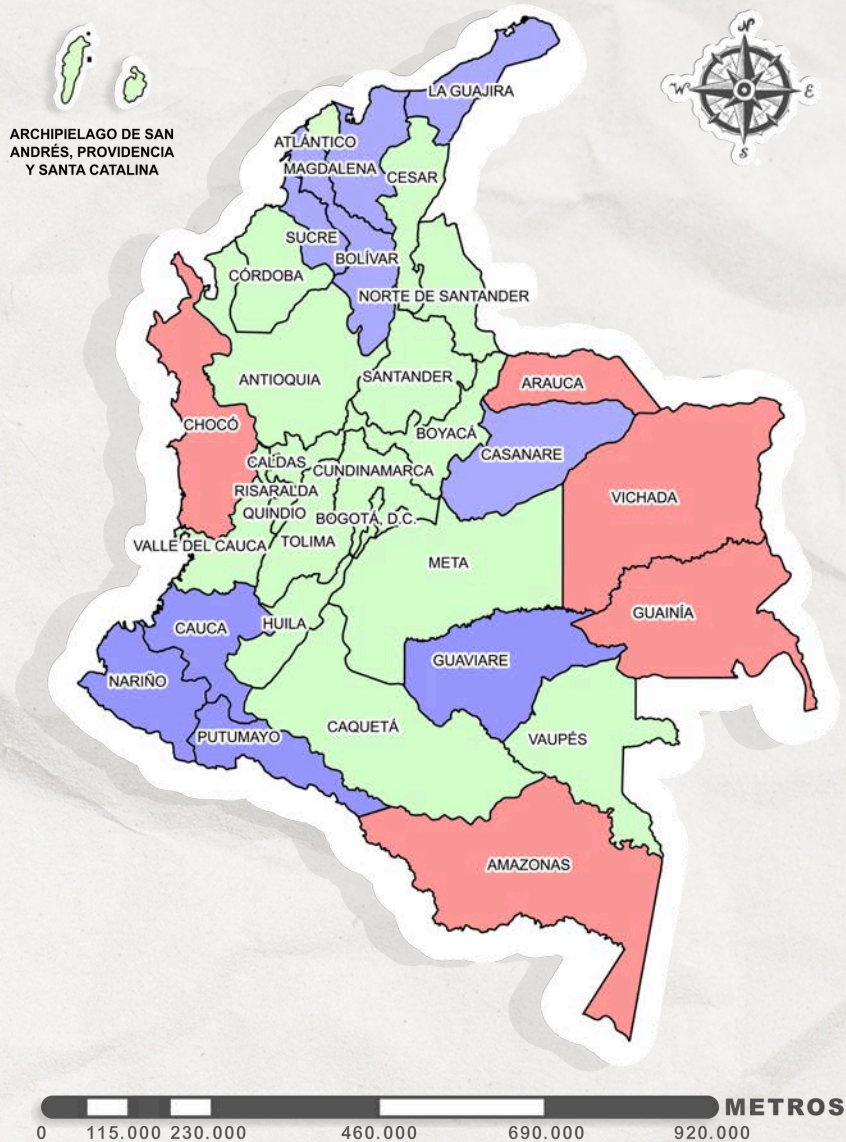 N
W
E
S
ARCHIPIELAGO DE SAN
ANDRÉS, PROVIDENCIA
Y SANTA CATALINA
LA GUAJIRA
ATLÁNTICO
MAGDALENA
CESAR
SUCRE
BOLÍVAR
CÓRDOBA
NORTE DE SANTANDER
ANTIOQUIA
SANTANDER
ARAUCA
CHOCÓ
BOYACÁ
CASANARE
CALDAS
CUNDINAMARCA
RISARALDA
VICHADA
QUINDIO
BOGOTÁ, D.C.
VALLE DEL CAUCA
TOLIMA
META
GUAINÍA
CAUCA
HUILA
GUAVIARE
NARIÑO
PUTUMAYO
CAQUETÁ
VAUPÉS
AMAZONAS
METROS
0 115.000 230.000 460.000 690.000 920.000